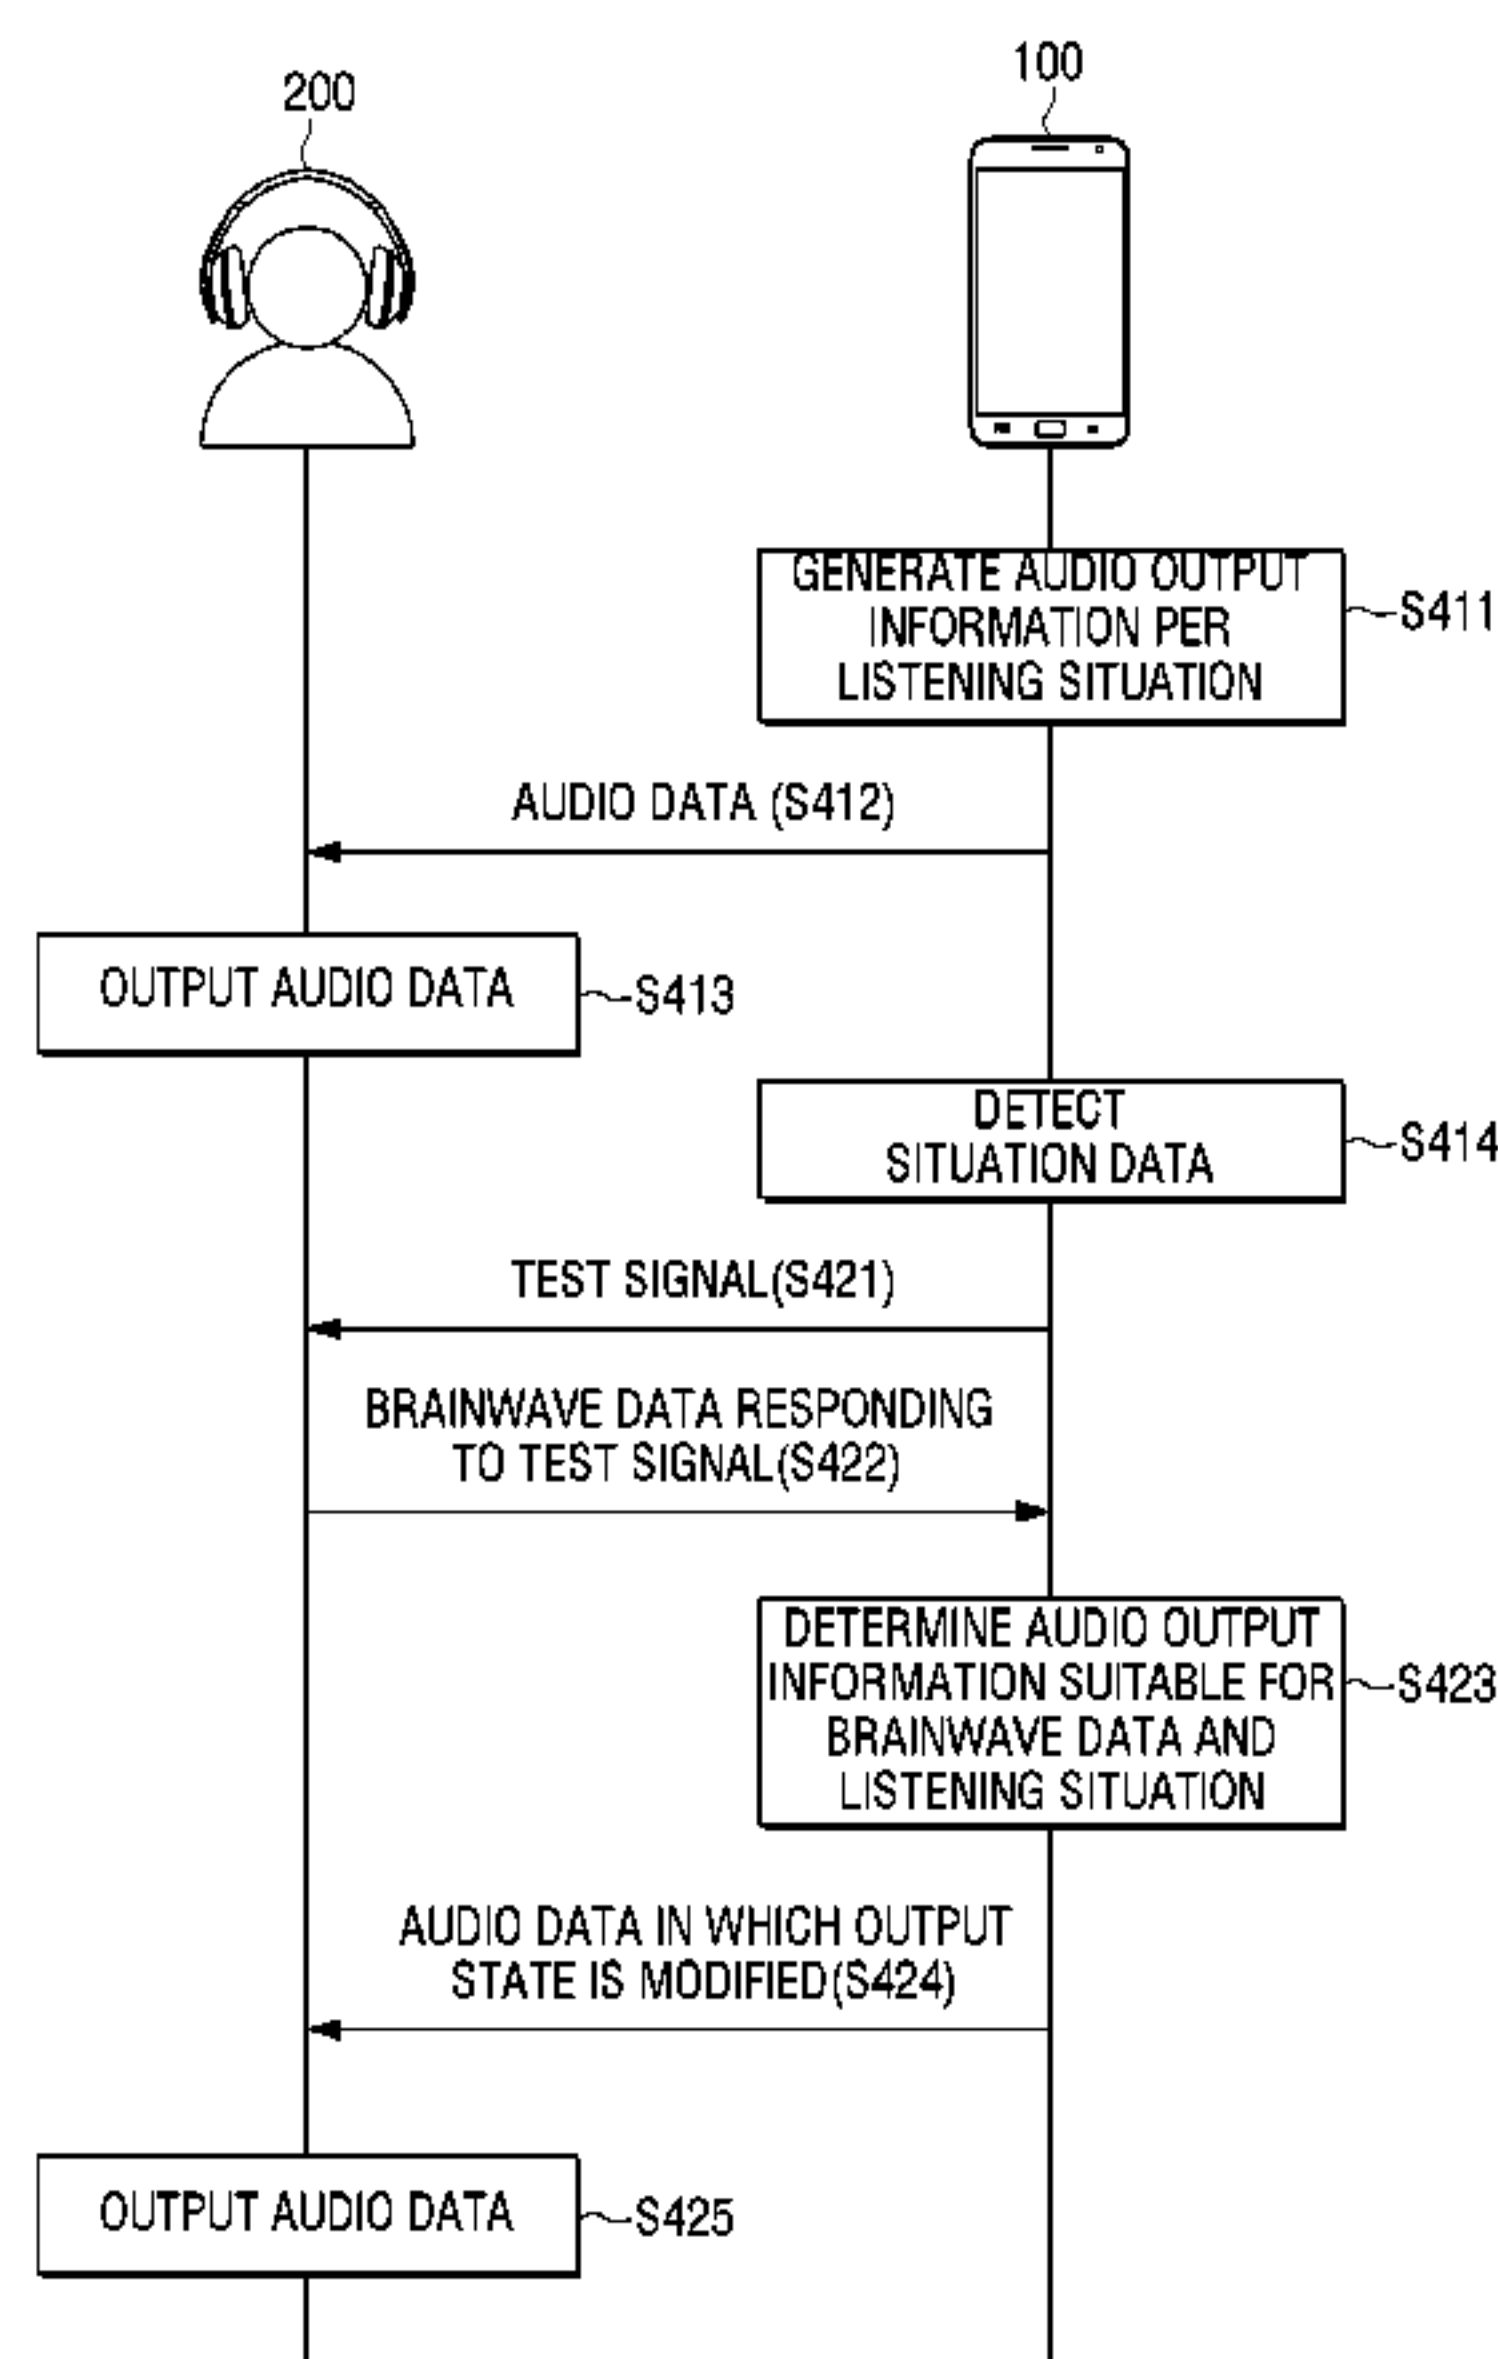 200
100
GENERATE AUDIO OUTPUT
INFORMATION PER
LISTENING SITUATION
S411
AUDIO DATA (S412)
OUTPUT AUDIO DATA
S413
DETECT
SITUATION DATA
S414
TEST SIGNAL(S421)
BRAINWAVE DATA RESPONDING
TO TEST SIGNAL(S422)
DETERMINE AUDIO OUTPUT
INFORMATION SUITABLE FOR
BRAINWAVE DATA AND
LISTENING SITUATION
S423
AUDIO DATA IN WHICH OUTPUT
STATE IS MODIFIED(S424)
OUTPUT AUDIO DATA
S425